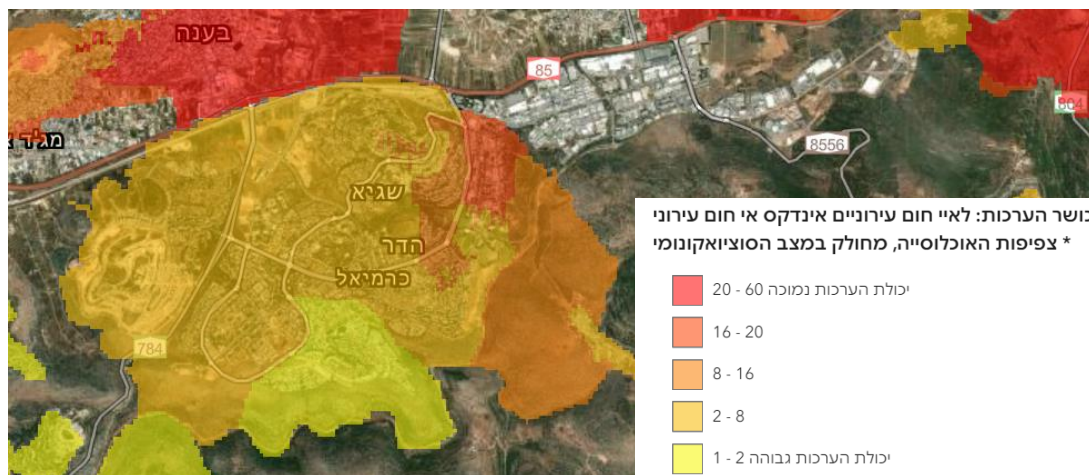 בענה
85
מג'ד א
8556
שגיא
הדר
כרמיאל
784
כושר הערכות: לאיי חום עירוניים אינדקס אי חום עירוני
* צפיפות האוכלוסייה, מחולק במצב הסוציואקונומי
יכולת הערכות נמוכה 60 - 20
16 - 20
8 - 16
2 - 8
יכולת הערכות גבוהה 2 - 1